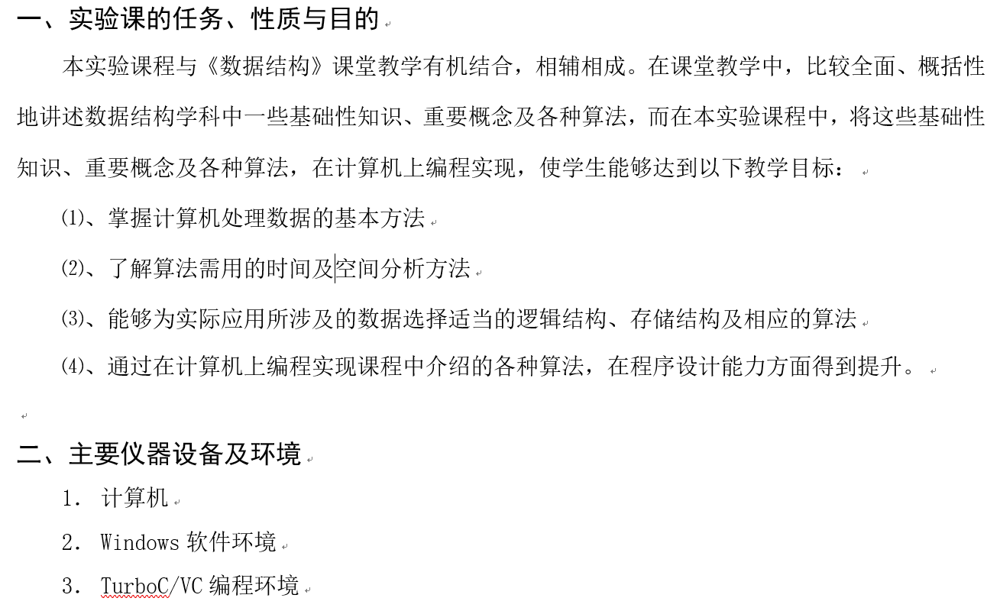 一、实验课的任务、性质与目的
本实验课程与《数据结构》课堂教学有机结合，相辅相成。在课堂教学中，比较全面、概括性
地讲述数据结构学科中一些基础性知识、重要概念及各种算法，而在本实验课程中，将这些基础性
知识、重要概念及各种算法，在计算机上编程实现，使学生能够达到以下教学目标：
⑴、掌握计算机处理数据的基本方法
⑵、了解算法需用的时间及空间分析方法
⑶、能够为实际应用所涉及的数据选择适当的逻辑结构、存储结构及相应的算法
⑷、通过在计算机上编程实现课程中介绍的各种算法，在程序设计能力方面得到提升。
二、主要仪器设备及环境
1． 计算机
2． Windows 软件环境
3． TurboC/VC 编程环境